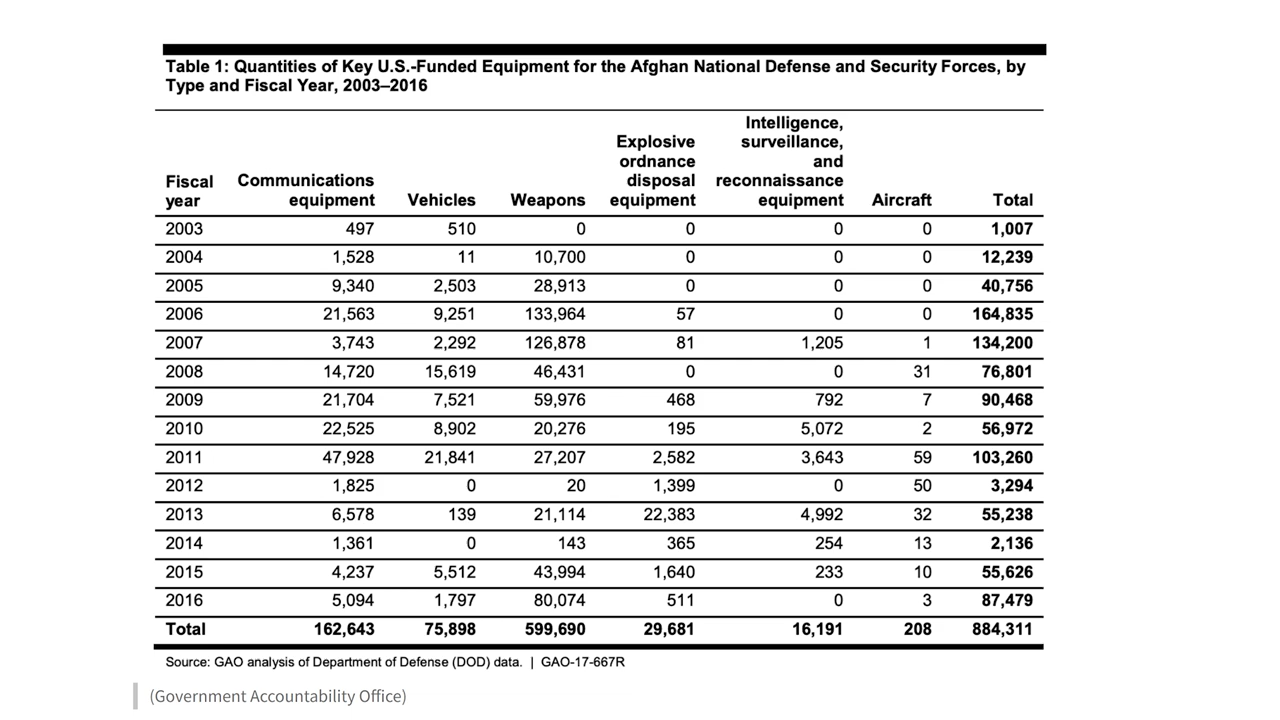 Table 1: Quantities of Key U.S.-Funded Equipment for the Afghan National Defense and Security Forces, by
Type and Fiscal Year, 2003–2016
Fiscal year Communications equipment Vehicles Weapons Explosive ordnance disposal equipment Intelligence, surveillance, and reconnaissance equipment Aircraft Total
2003 497 510 0 0 0 0 1,007
2004 1,528 11 10,700 0 0 0 12,239
2005 9,340 2,503 28,913 0 0 0 40,756
2006 21,563 9,251 133,964 57 0 0 164,835
2007 3,743 2,292 126,878 81 1,205 1 134,200
2008 14,720 15,619 46,431 0 0 31 76,801
2009 21,704 7,521 59,976 468 792 7 90,468
2010 22,525 8,902 20,276 195 5,072 2 56,972
2011 47,928 21,841 27,207 2,582 3,643 59 103,260
2012 1,825 0 20 1,399 0 50 3,294
2013 6,578 139 21,114 22,383 4,992 32 55,238
2014 1,361 0 143 365 254 13 2,136
2015 4,237 5,512 43,994 1,640 233 10 55,626
2016 5,094 1,797 80,074 511 0 3 87,479
Total 162,643 75,898 599,690 29,681 16,191 208 884,311
Source: GAO analysis of Department of Defense (DOD) data. | GAO-17-667R
(Government Accountability Office)